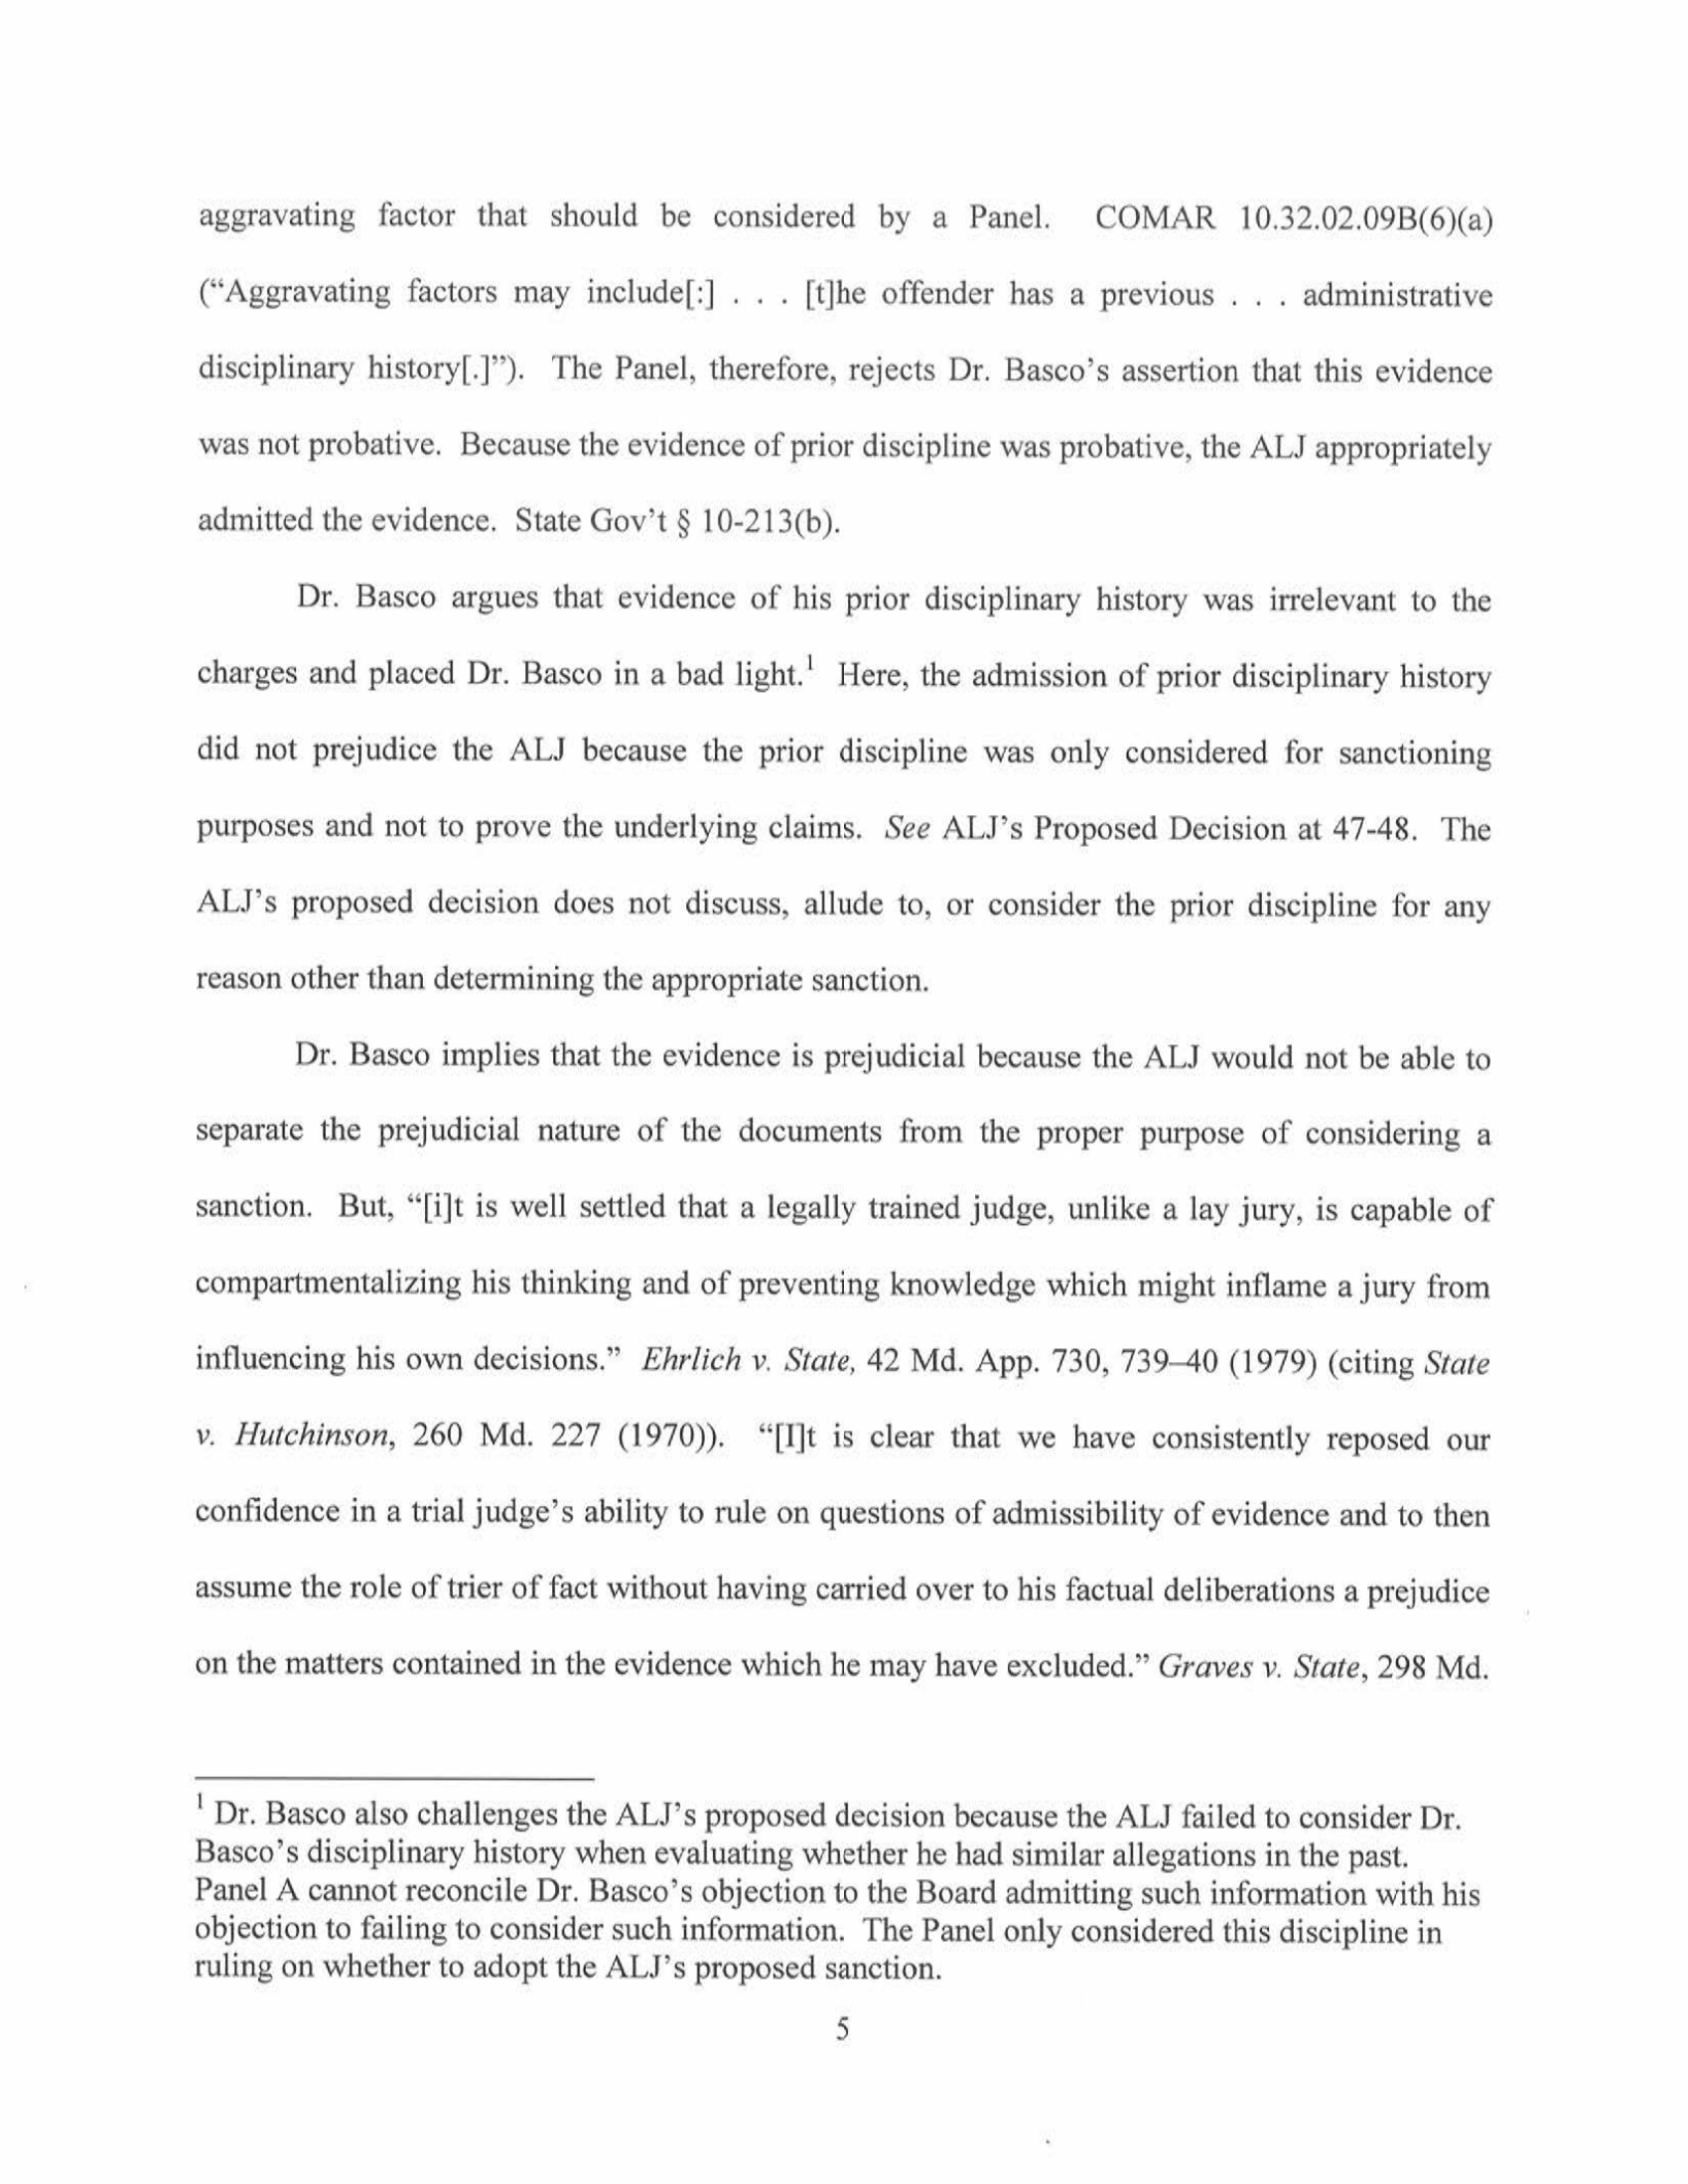 aggravating factor that should be considered by a Panel. COMAR 10.32.02.09B(6)(a)
(“Aggravating factors may include[:] . . . [t]he offender has a previous . . . administrative
disciplinary history[.]”). The Panel, therefore, rejects Dr. Basco’s assertion that this evidence
was not probative. Because the evidence of prior discipline was probative, the ALJ appropriately
admitted the evidence. State Gov’t § 10-213(b).
Dr. Basco argues that evidence of his prior disciplinary history was irrelevant to the
charges and placed Dr. Basco in a bad light.¹ Here, the admission of prior disciplinary history
did not prejudice the ALJ because the prior discipline was only considered for sanctioning
purposes and not to prove the underlying claims. See ALJ’s Proposed Decision at 47-48. The
ALJ’s proposed decision does not discuss, allude to, or consider the prior discipline for any
reason other than determining the appropriate sanction.
Dr. Basco implies that the evidence is prejudicial because the ALJ would not be able to
separate the prejudicial nature of the documents from the proper purpose of considering a
sanction. But, “[i]t is well settled that a legally trained judge, unlike a lay jury, is capable of
compartmentalizing his thinking and of preventing knowledge which might inflame a jury from
influencing his own decisions.” Ehrlich v. State, 42 Md. App. 730, 739–40 (1979) (citing State
v. Hutchinson, 260 Md. 227 (1970)). “[I]t is clear that we have consistently reposed our
confidence in a trial judge’s ability to rule on questions of admissibility of evidence and to then
assume the role of trier of fact without having carried over to his factual deliberations a prejudice
on the matters contained in the evidence which he may have excluded.” Graves v. State, 298 Md.
¹ Dr. Basco also challenges the ALJ’s proposed decision because the ALJ failed to consider Dr.
Basco’s disciplinary history when evaluating whether he had similar allegations in the past.
Panel A cannot reconcile Dr. Basco’s objection to the Board admitting such information with his
objection to failing to consider such information. The Panel only considered this discipline in
ruling on whether to adopt the ALJ’s proposed sanction.
5